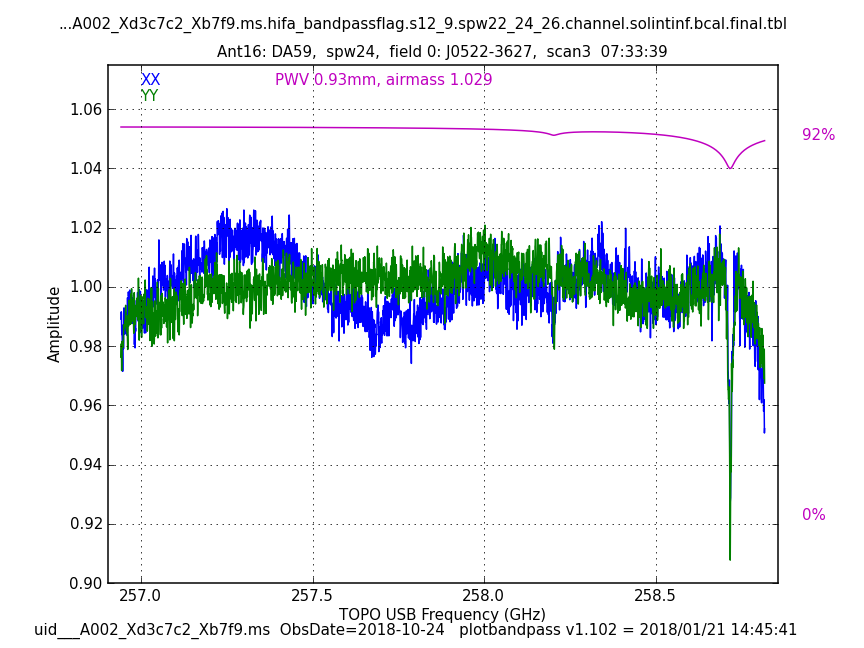 ...A002_Xd3c7c2_Xb7f9.ms.hifa_bandpassflag.s12_9.spw22_24_26.channel.solintinf.bcal.final.tbl
Ant16: DA59,  spw24,  field 0: J0522-3627,  scan3  07:33:39
XX
PWV 0.93mm, airmass 1.029
YY
1.06
92%
1.04
1.02
1.00
Amplitude
0.98
0.96
0.94
0.92
0%
0.90
257.0 257.5 258.0 258.5
TOPO USB Frequency (GHz)
uid___A002_Xd3c7c2_Xb7f9.ms  ObsDate=2018-10-24   plotbandpass v1.102 = 2018/01/21 14:45:41